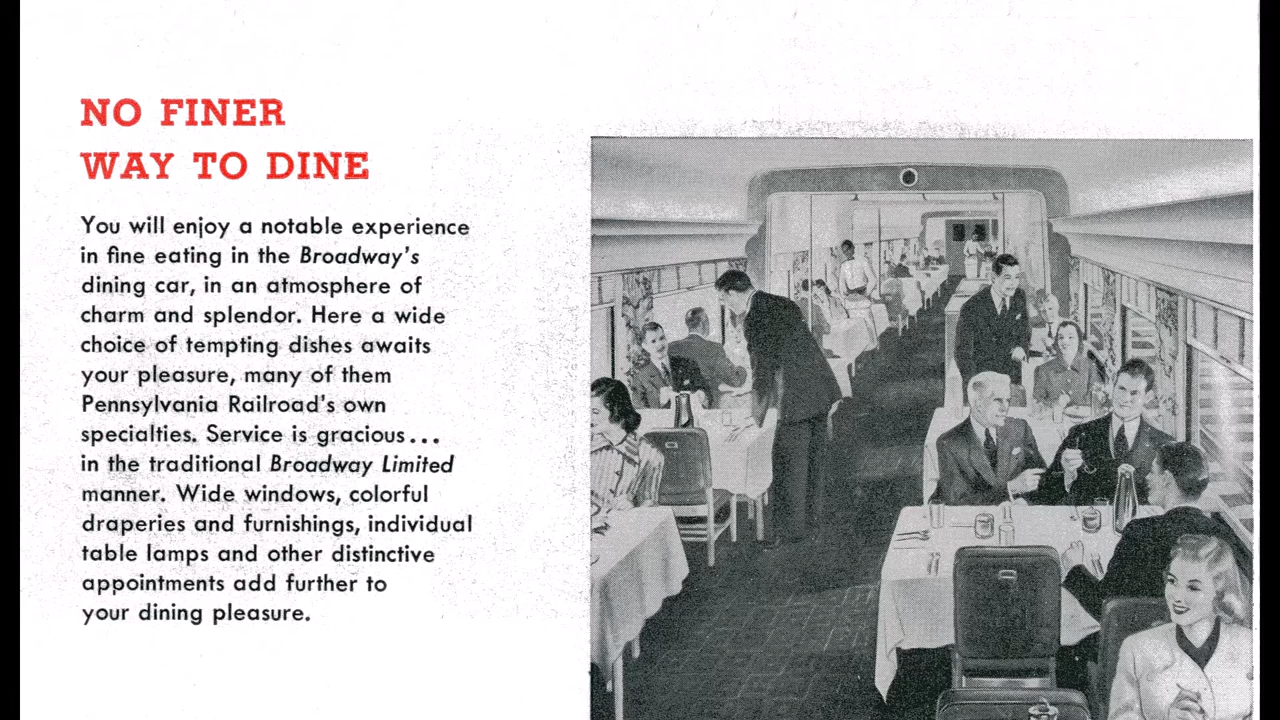 NO FINER
WAY TO DINE
You will enjoy a notable experience
in fine eating in the Broadway's
dining car, in an atmosphere of
charm and splendor. Here a wide
choice of tempting dishes awaits
your pleasure, many of them
Pennsylvania Railroad's own
specialties. Service is gracious...
in the traditional Broadway Limited
manner. Wide windows, colorful
draperies and furnishings, individual
table lamps and other distinctive
appointments add further to
your dining pleasure.